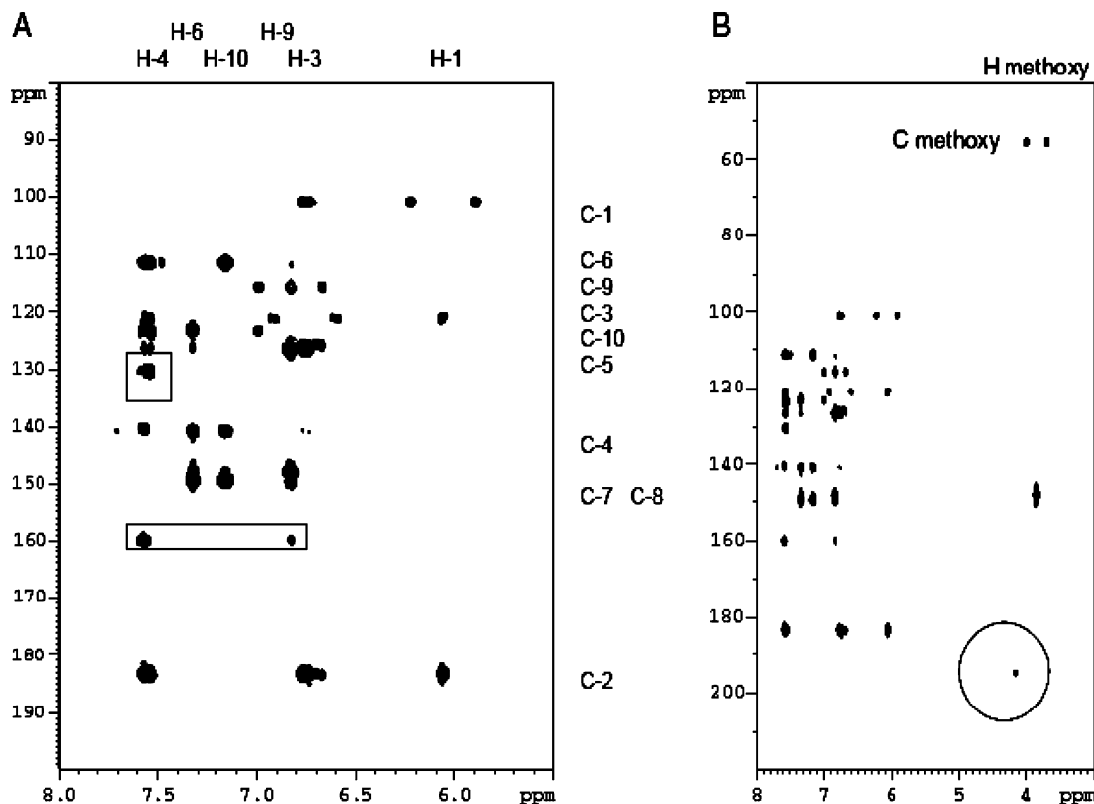 A
H-6 H-9
H-4 H-10 H-3 H-1
ppm
90
100
110
120
130
140
150
160
170
180
190
8.0 7.5 7.0 6.5 6.0 ppm
C-1
C-6
C-9
C-3
C-10
C-5
C-4
C-7 C-8
C-2
B
H methoxy
ppm
C methoxy
60
80
100
120
140
160
180
200
8 7 6 5 4 ppm